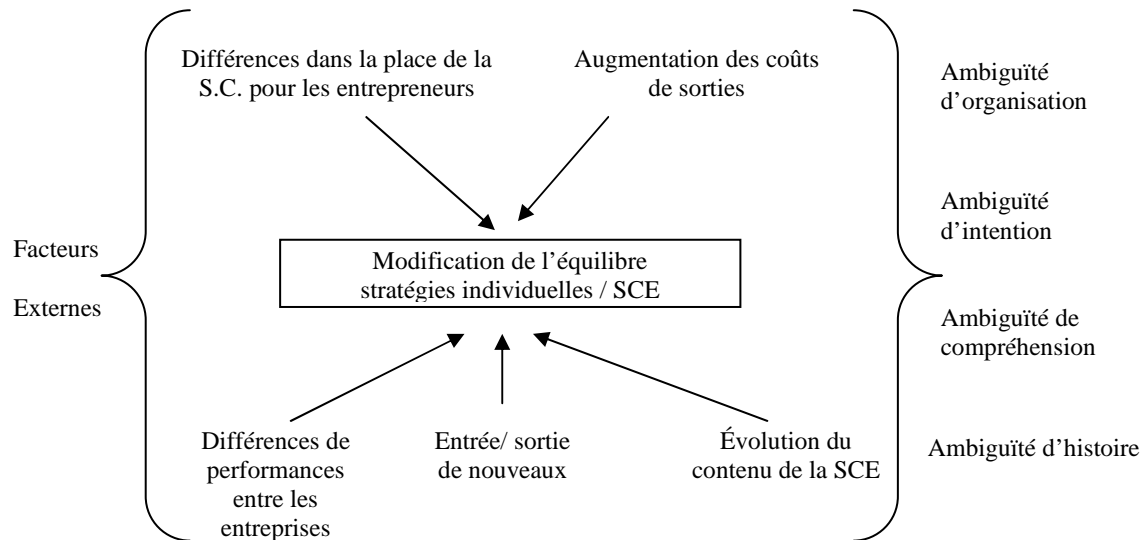 Différences dans la place de la
S.C. pour les entrepreneurs
Augmentation des coûts
de sorties
Ambiguïté
d’organisation
Ambiguïté
d’intention
Facteurs
Externes
Modification de l’équilibre
stratégies individuelles / SCE
Ambiguïté de
compréhension
Différences de
performances
entre les
entreprises
Entrée/ sortie
de nouveaux
Évolution du
contenu de la SCE
Ambiguïté d’histoire